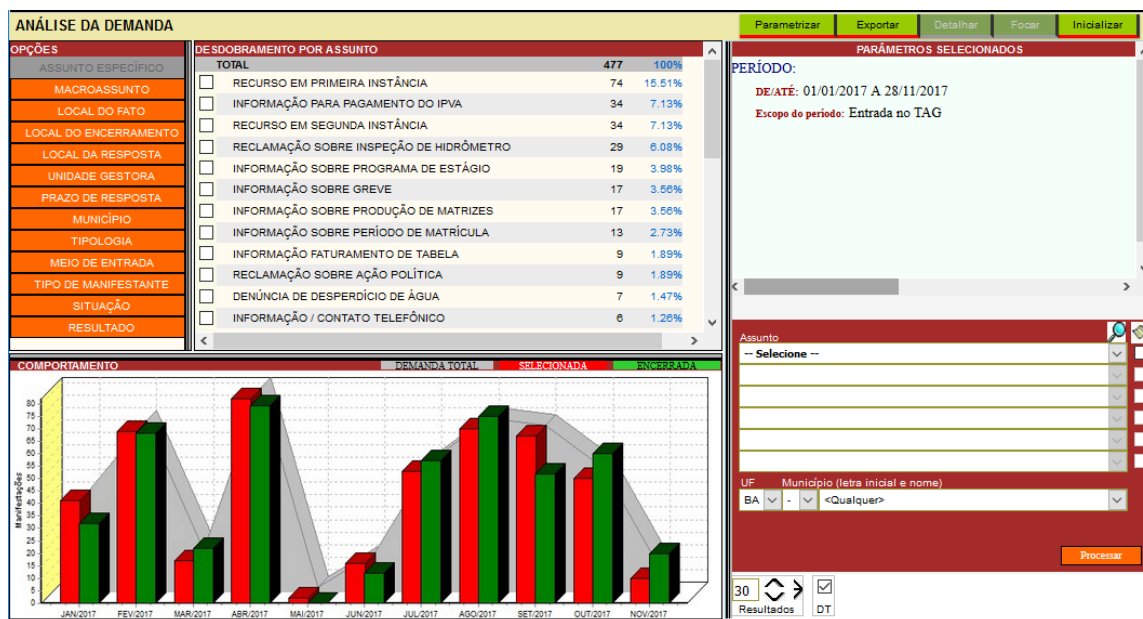 ANÁLISE DA DEMANDA
Parametrizar Exportar Detalhar Focar Inicializar
OPÇÕES
ASSUNTO ESPECÍFICO
MACROASSUNTO
LOCAL DO FATO
LOCAL DO ENCERRAMENTO
LOCAL DA RESPOSTA
UNIDADE GESTORA
PRAZO DE RESPOSTA
MUNICÍPIO
TIPOLOGIA
MEIO DE ENTRADA
TIPO DE MANIFESTANTE
SITUAÇÃO
RESULTADO
DESDOBRAMENTO POR ASSUNTO
TOTAL 477 100%
RECURSO EM PRIMEIRA INSTÂNCIA 74 15.51%
INFORMAÇÃO PARA PAGAMENTO DO IPVA 34 7.13%
RECURSO EM SEGUNDA INSTÂNCIA 34 7.13%
RECLAMAÇÃO SOBRE INSPEÇÃO DE HIDRÔMETRO 29 6.08%
INFORMAÇÃO SOBRE PROGRAMA DE ESTÁGIO 19 3.98%
INFORMAÇÃO SOBRE GREVE 17 3.56%
INFORMAÇÃO SOBRE PRODUÇÃO DE MATRIZES 17 3.56%
INFORMAÇÃO SOBRE PERÍODO DE MATRÍCULA 13 2.73%
INFORMAÇÃO FATURAMENTO DE TABELA 9 1.89%
RECLAMAÇÃO SOBRE AÇÃO POLÍTICA 9 1.89%
DENÚNCIA DE DESPERDÍCIO DE ÁGUA 7 1.47%
INFORMAÇÃO / CONTATO TELEFÔNICO 6 1.26%
PARÂMETROS SELECIONADOS
PERÍODO:
DE/ATÉ: 01/01/2017 A 28/11/2017
Escopo do período: Entrada no TAG
COMPORTAMENTO DEMANDA TOTAL SELECIONADA ENCERRADA
Manifestações
80
75
70
65
60
55
50
45
40
35
30
25
20
15
10
5
0
JAN/2017 FEV/2017 MAR/2017 ABR/2017 MAI/2017 JUN/2017 JUL/2017 AGO/2017 SET/2017 OUT/2017 NOV/2017
Assunto
-- Selecione --
UF Município (letra inicial e nome)
BA - <Qualquer>
Processar
30
Resultados DT